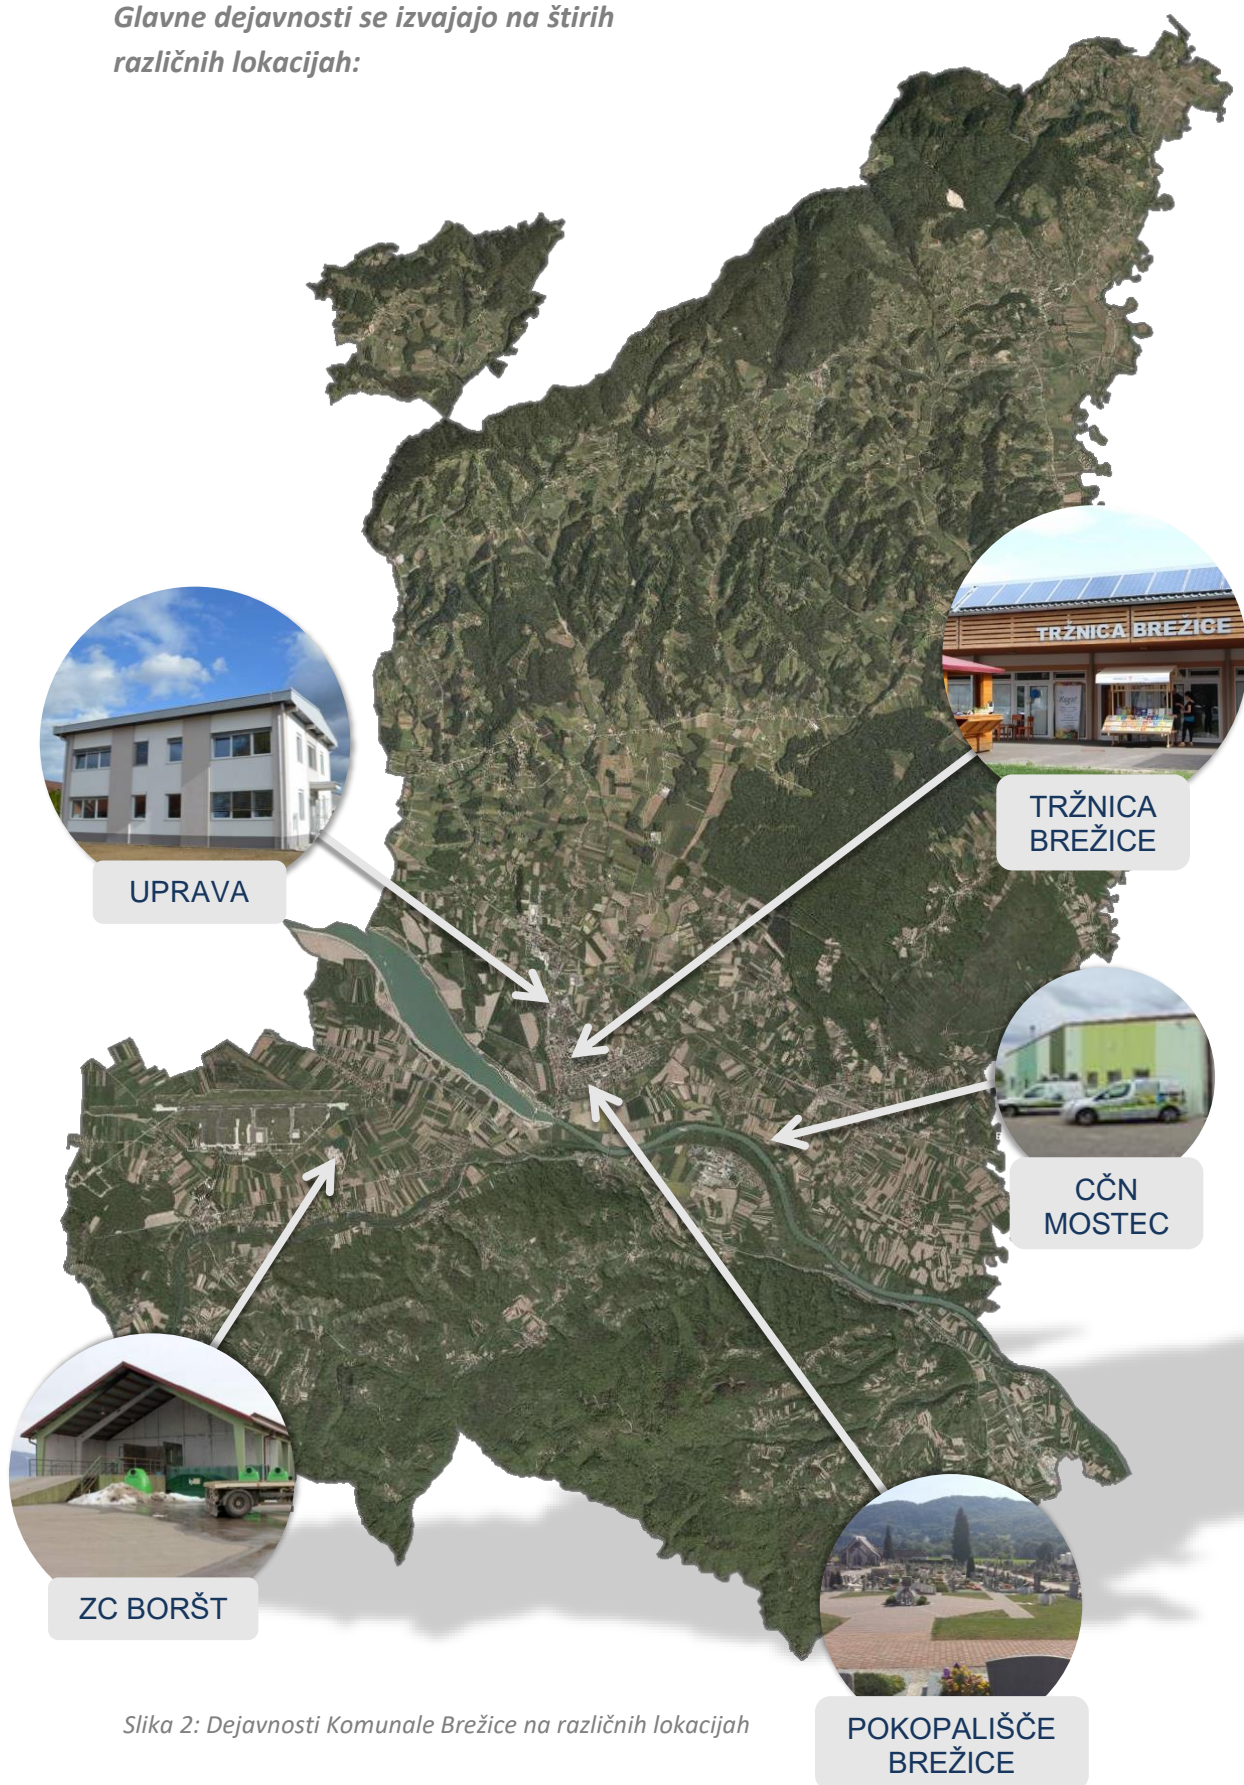 Glavne dejavnosti se izvajajo na štirih
različnih lokacijah:
TRŽNICA BREŽICE
TRŽNICA
BREŽICE
UPRAVA
CČN
MOSTEC
ZC BORŠT
POKOPALIŠČE
BREŽICE
Slika 2: Dejavnosti Komunale Brežice na različnih lokacijah